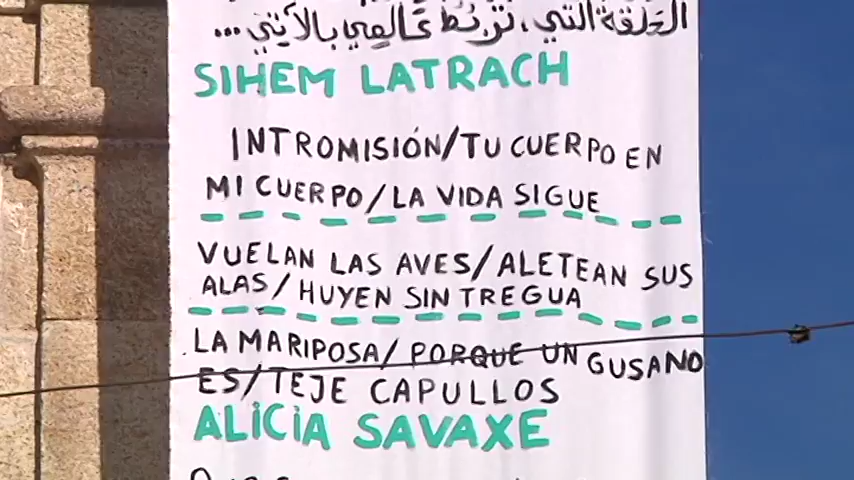 الحلقة التي، تربط عالمي بالآتي...
SIHEM LATRACH
INTROMISIÓN/TU CUERPO EN
MI CUERPO/LA VIDA SIGUE
VUELAN LAS AVES/ALETEAN SUS
ALAS/HUYEN SIN TREGUA
LA MARIPOSA/PORQUE UN GUSANO
ES/TEJE CAPULLOS
ALICIA SAVAXE